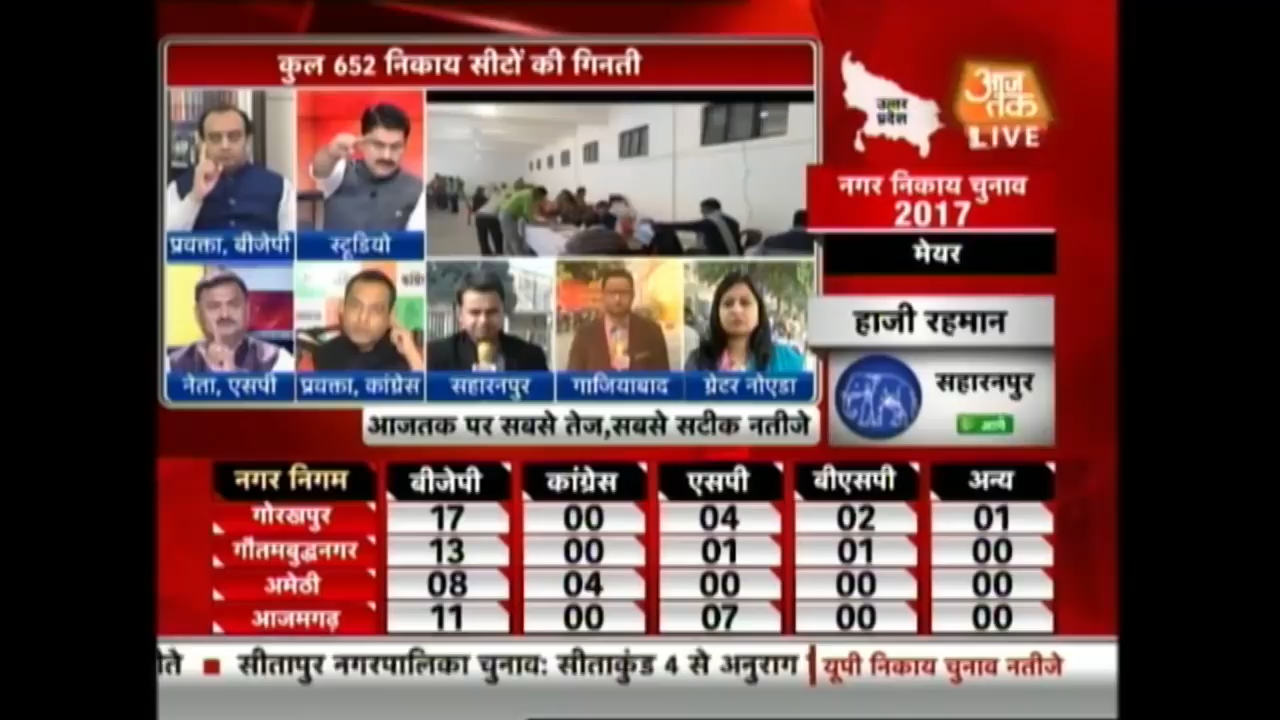 कुल 652 निकाय सीटों की गिनती
उत्तर
प्रदेश
आज
तक
LIVE
प्रवक्ता, बीजेपी
स्टूडियो
नगर निकाय चुनाव
2017
मेयर
हाजी रहमान
सहारनपुर
आगे
नेता, एसपी
प्रवक्ता, कांग्रेस
सहारनपुर
गाजियाबाद
ग्रेटर नोएडा
आजतक पर सबसे तेज,सबसे सटीक नतीजे
नगर निगम बीजेपी कांग्रेस एसपी बीएसपी अन्य
गोरखपुर 17 00 04 02 01
गौतमबुद्धनगर 13 00 01 01 00
अमेठी 08 04 00 00 00
आजमगढ़ 11 00 07 00 00
सीतापुर नगरपालिका चुनाव: सीताकुंड 4 से अनुराग
यूपी निकाय चुनाव नतीजे